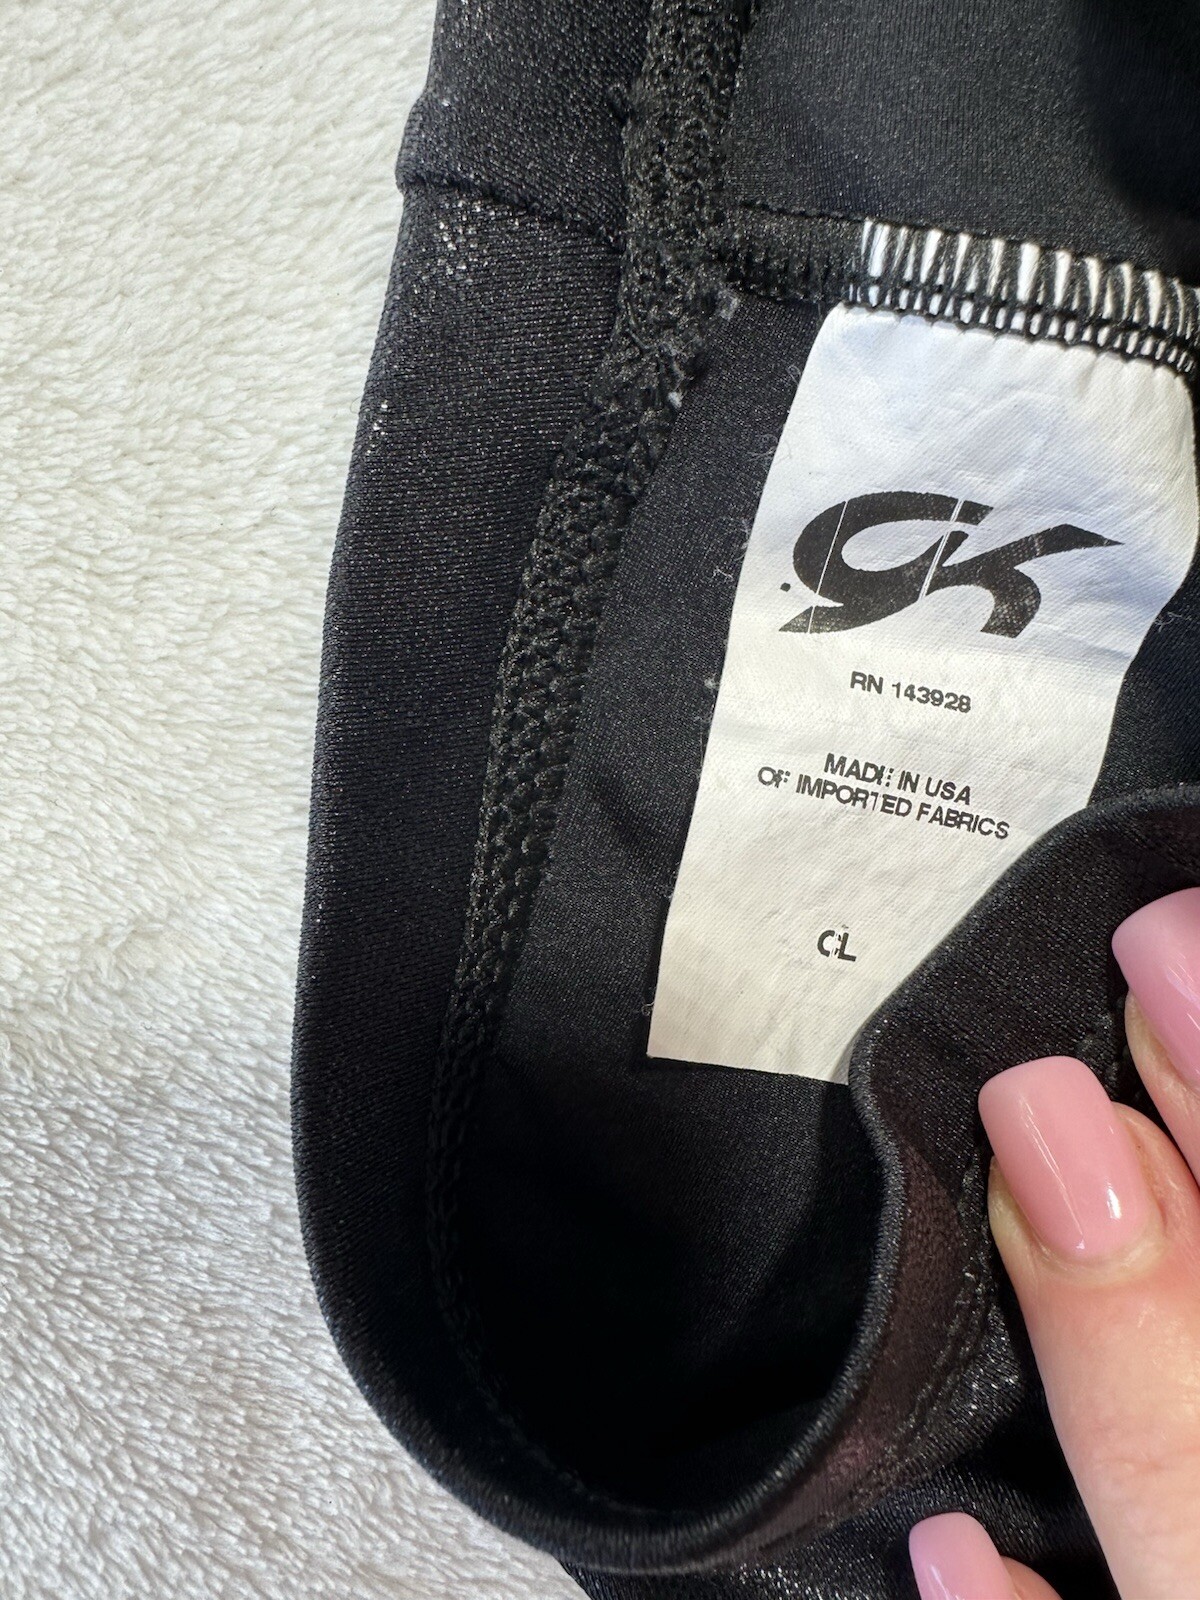 GK
RN 143928
MADE IN USA
OF IMPORTED FABRICS
CL